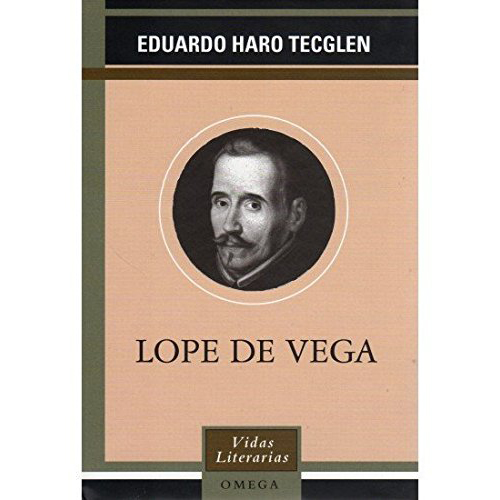 EDUARDO HARO TECGLEN
LOPE DE VEGA
Vidas
Literarias
OMEGA